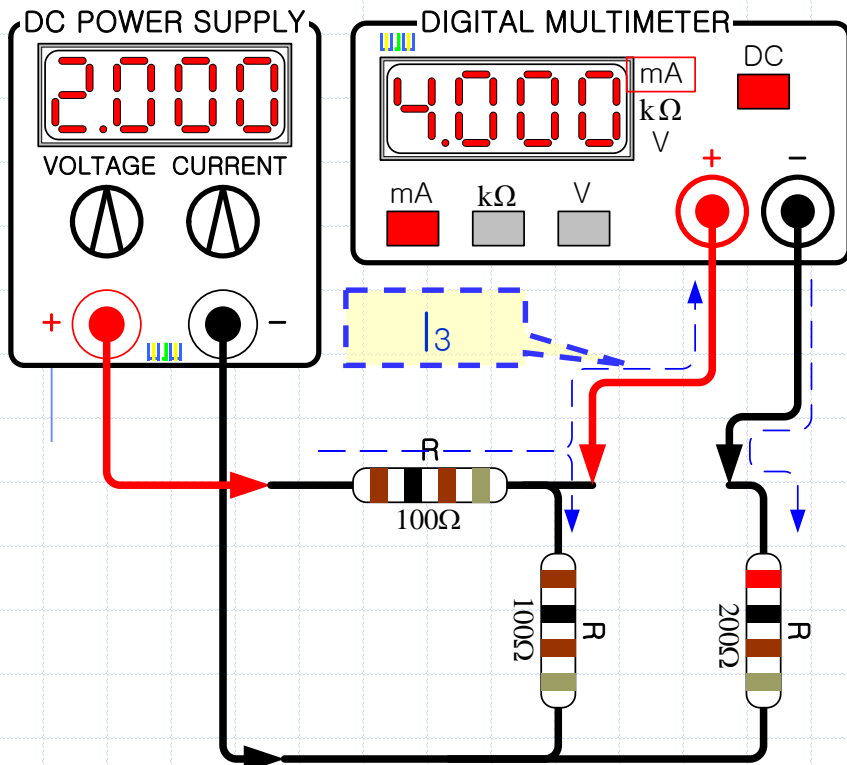 DC POWER SUPPLY
2.000
VOLTAGE CURRENT
+ −
DIGITAL MULTIMETER
4.000
mA
kΩ
V
DC
mA kΩ V
+ −
I3
R
100Ω
R
100Ω
R
200Ω